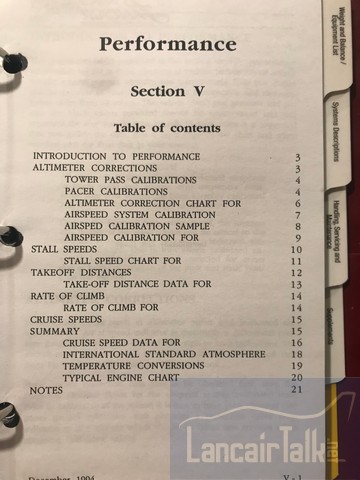 Performance
Section V
Table of contents
INTRODUCTION TO PERFORMANCE 3
ALTIMETER CORRECTIONS 3
TOWER PASS CALIBRATIONS 4
PACER CALIBRATIONS 4
ALTIMETER CORRECTION CHART FOR 6
AIRSPEED SYSTEM CALIBRATION 7
AIRSPED CALIBRATION SAMPLE 8
AIRSPEED CALIBRATION FOR 9
STALL SPEEDS 10
STALL SPEED CHART FOR 11
TAKEOFF DISTANCES 12
TAKE-OFF DISTANCE DATA FOR 13
RATE OF CLIMB 14
RATE OF CLIMB FOR 14
CRUISE SPEEDS 15
SUMMARY 15
CRUISE SPEED DATA FOR 16
INTERNATIONAL STANDARD ATMOSPHERE 18
TEMPERATURE CONVERSIONS 19
TYPICAL ENGINE CHART 20
NOTES 21
December 1994 V - 1
Weight and Balance /
Equipment List
Systems Descriptions
Handling, Servicing and
Maintenance
Supplements
LancairTalk.net